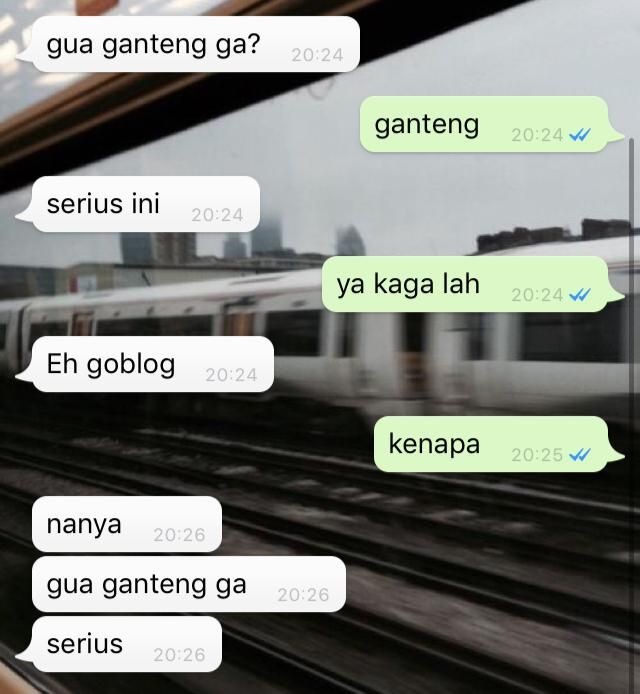 gua ganteng ga? 20:24
ganteng 20:24
serius ini 20:24
ya kaga lah 20:24
Eh goblog 20:24
kenapa 20:25
nanya 20:26
gua ganteng ga 20:26
serius 20:26